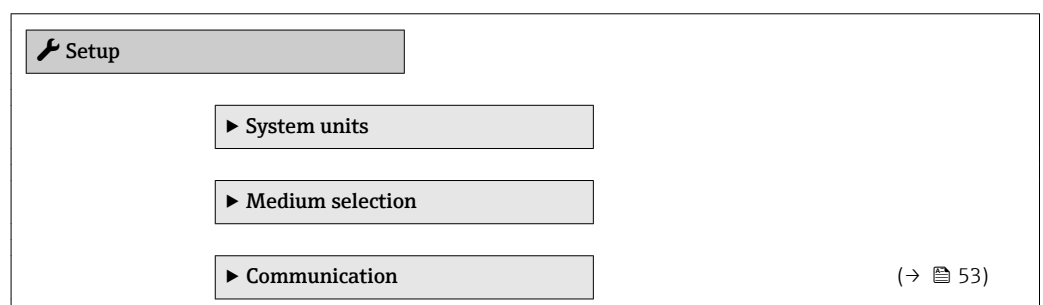 Setup
▶ System units
▶ Medium selection
▶ Communication (→ 🖹 53)